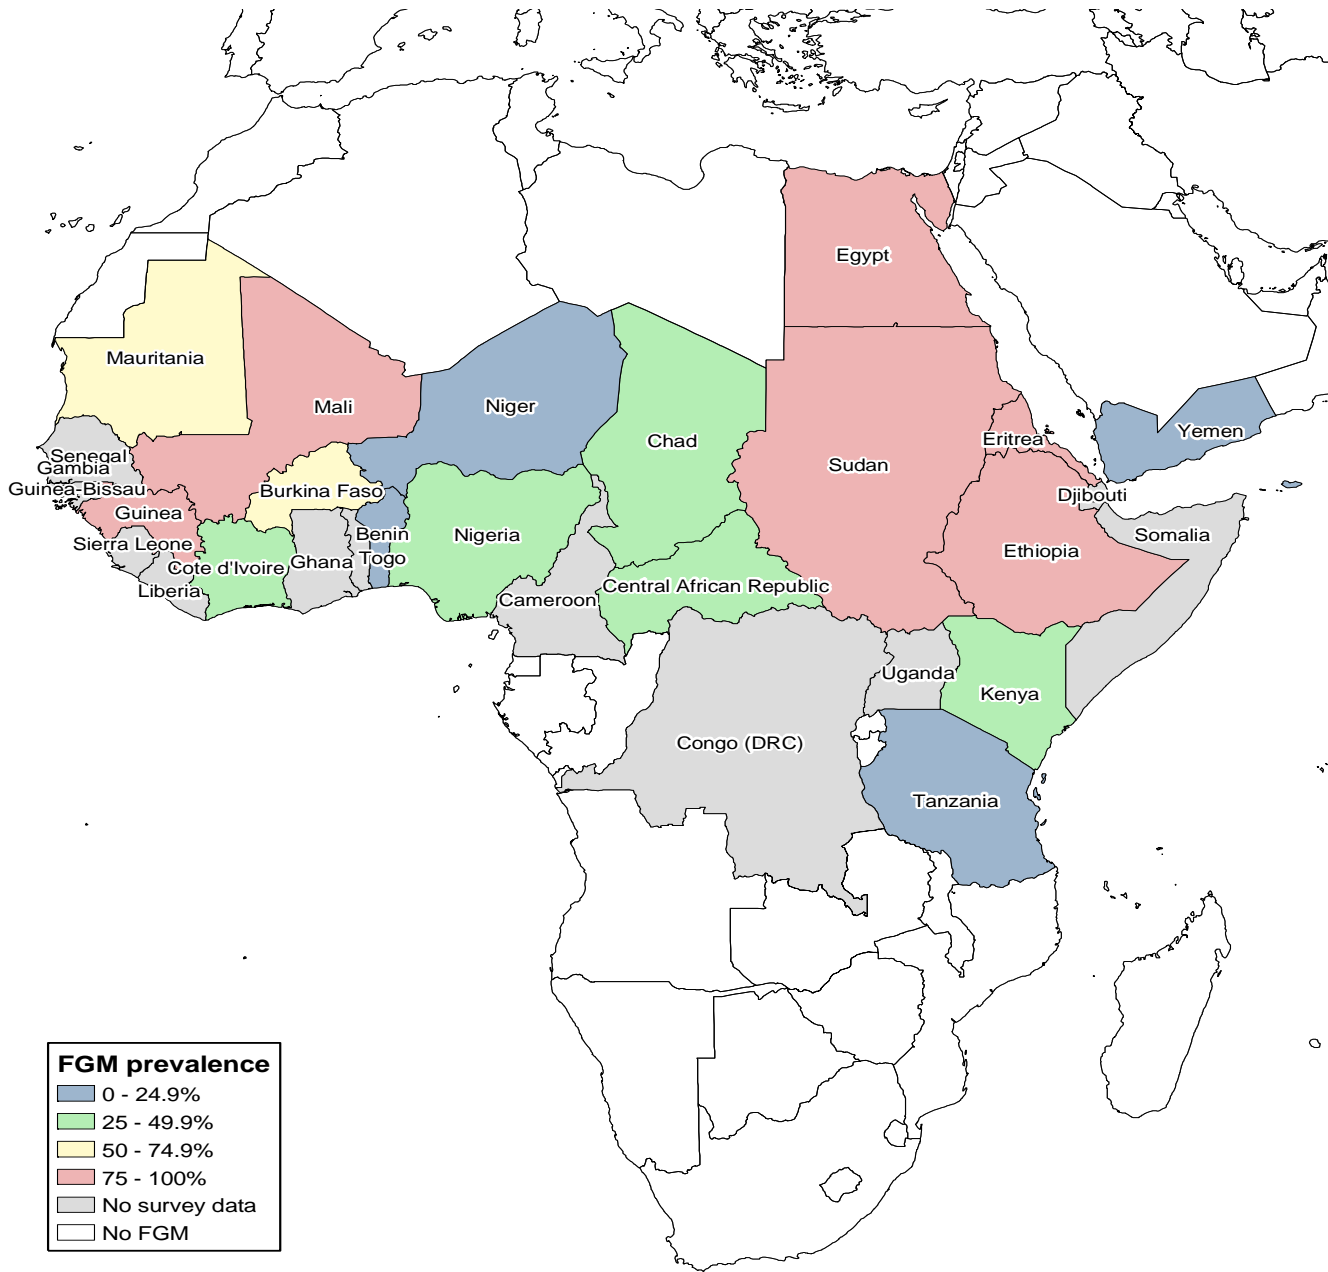 Egypt
Mauritania
Mali
Niger
Chad
Yemen
Eritrea
Sudan
Senegal
Gambia
Guinea-Bissau
Burkina Faso
Djibouti
Guinea
Benin
Nigeria
Somalia
Sierra Leone
Cote d'Ivoire
Ghana
Togo
Ethiopia
Liberia
Cameroon
Central African Republic
Uganda
Kenya
Congo (DRC)
Tanzania
FGM prevalence
0 - 24.9%
25 - 49.9%
50 - 74.9%
75 - 100%
No survey data
No FGM